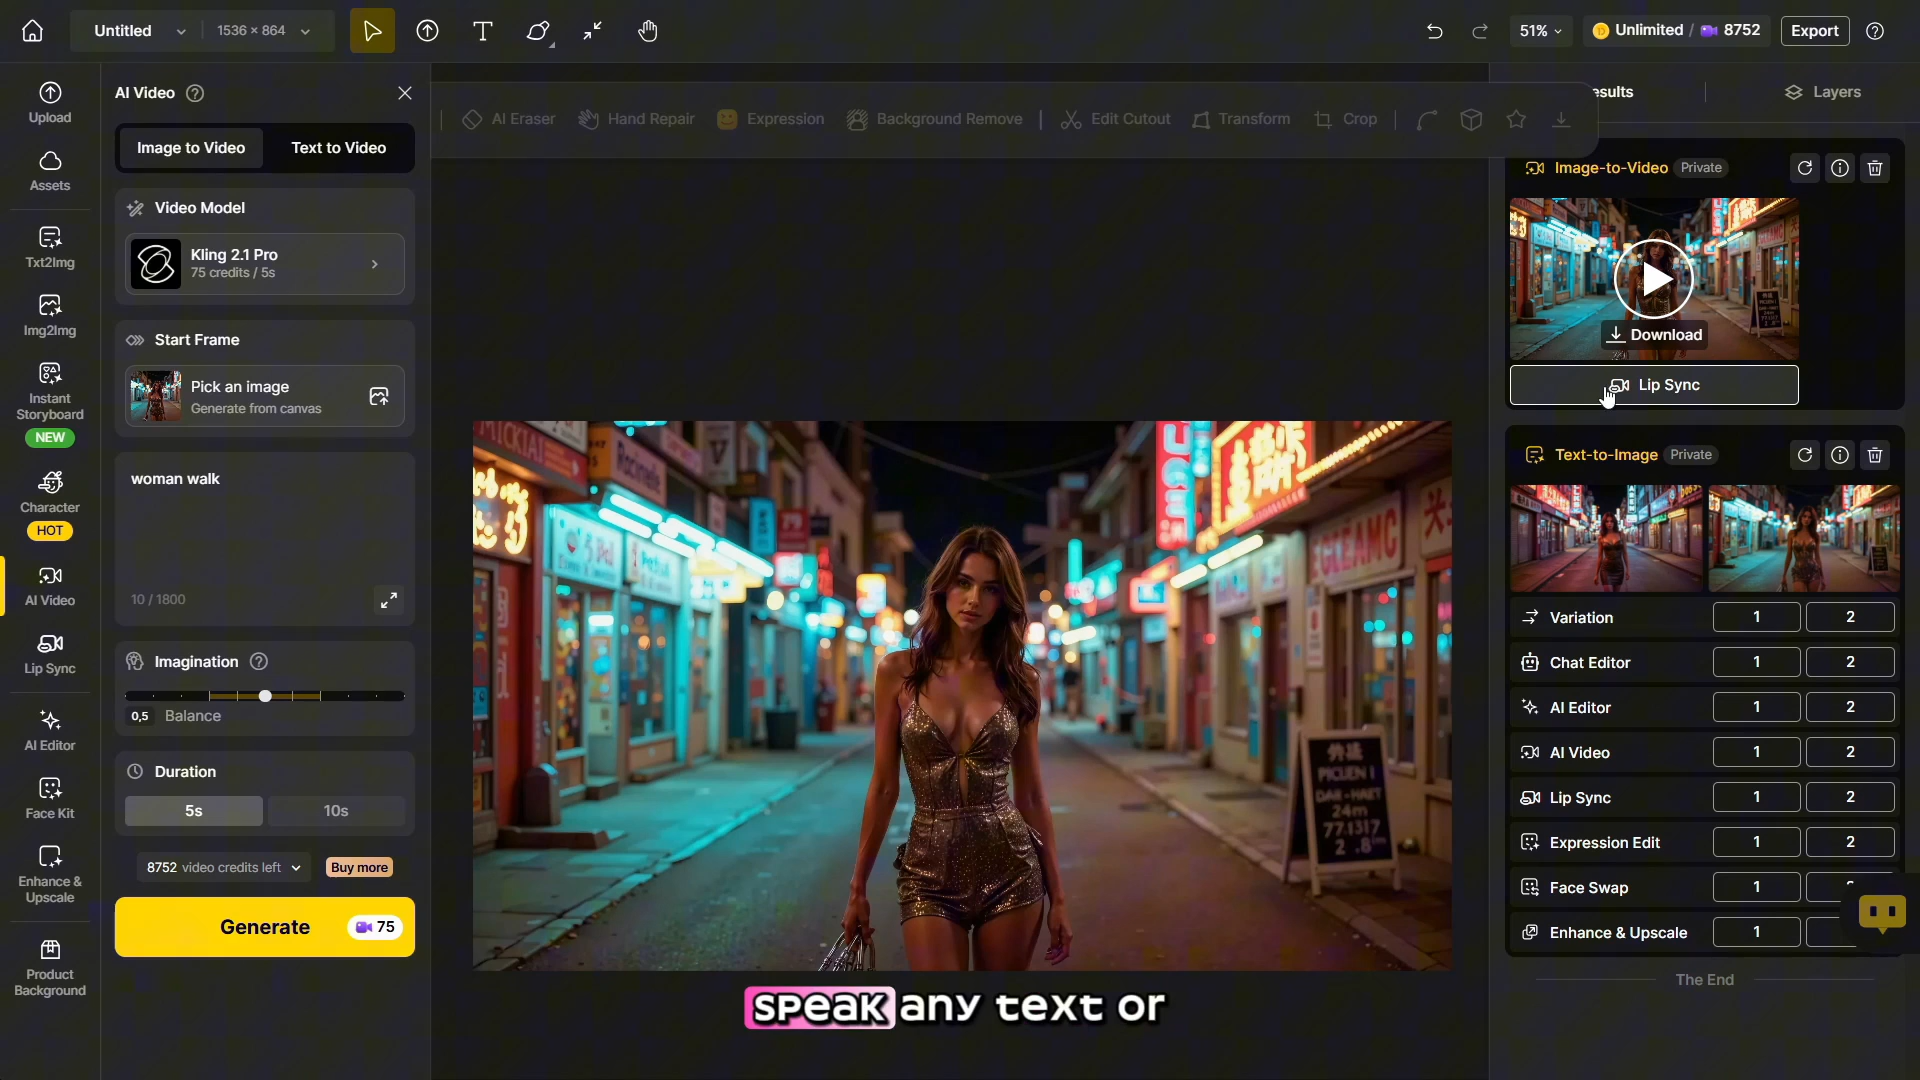 Untitled
1536 × 864
51%
Unlimited / 8752
Export
Upload
Assets
Txt2Img
Img2Img
Instant
Storyboard
NEW
Character
HOT
AI Video
Lip Sync
AI Editor
Face Kit
Enhance &
Upscale
Product
Background
AI Video
Image to Video
Text to Video
Video Model
Kling 2.1 Pro
75 credits / 5s
Start Frame
Pick an image
Generate from canvas
woman walk
10 / 1800
Imagination
0,5 Balance
Duration
5s 10s
8752 video credits left
Buy more
Generate 75
AI Eraser
Hand Repair
Expression
Background Remove
Edit Cutout
Transform
Crop
SPEAK any text or
esults
Layers
Image-to-Video Private
Download
Lip Sync
Text-to-Image Private
Variation 1 2
Chat Editor 1 2
AI Editor 1 2
AI Video 1 2
Lip Sync 1 2
Expression Edit 1 2
Face Swap 1
Enhance & Upscale 1
The End